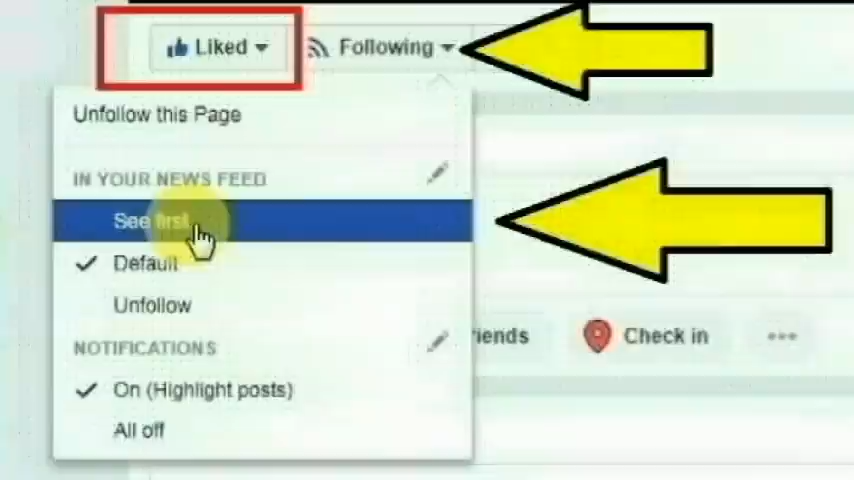 Liked Following
Unfollow this Page
IN YOUR NEWS FEED
See first
Default
Unfollow
riends Check in
NOTIFICATIONS
On (Highlight posts)
All off